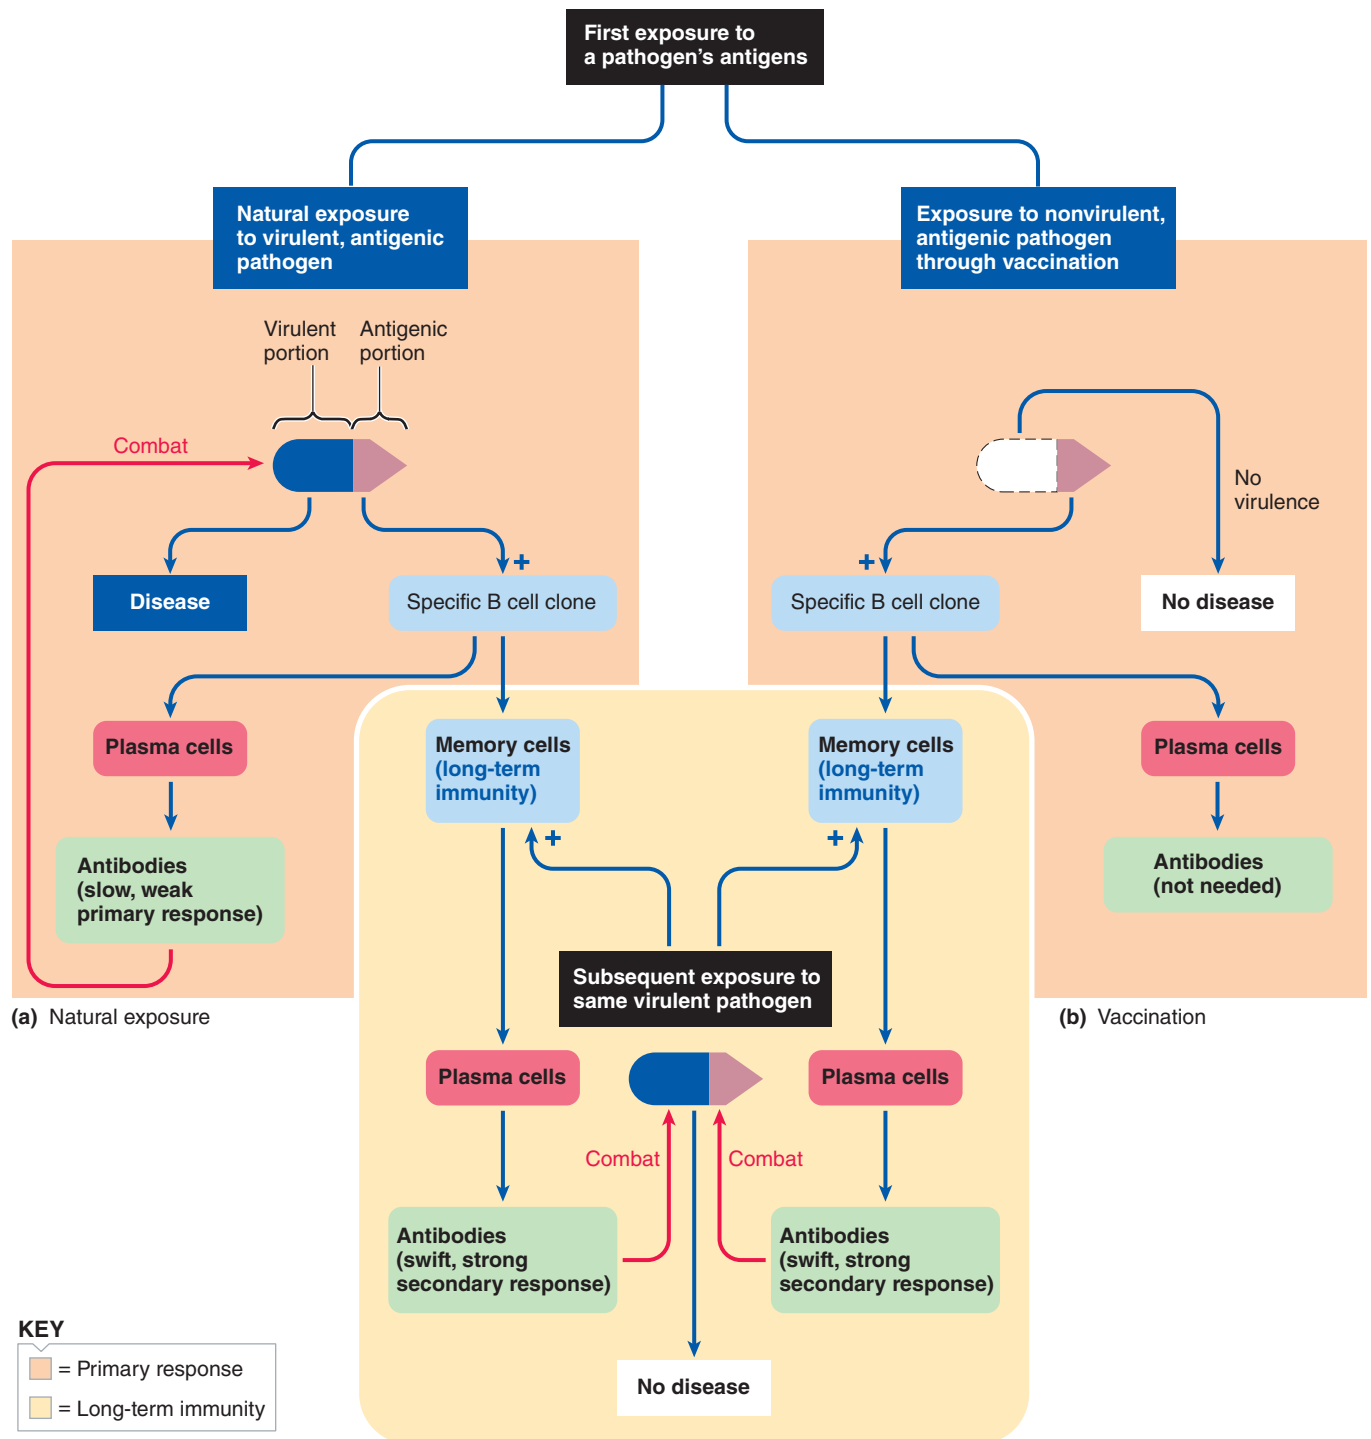 First exposure to
a pathogen’s antigens
Natural exposure
to virulent, antigenic
pathogen
Exposure to nonvirulent,
antigenic pathogen
through vaccination
Virulent
portion
Antigenic
portion
Combat
No
virulence
+
+
Disease
Specific B cell clone
Specific B cell clone
No disease
Plasma cells
Memory cells
(long-term
immunity)
Memory cells
(long-term
immunity)
Plasma cells
+
+
Antibodies
(slow, weak
primary response)
Antibodies
(not needed)
Subsequent exposure to
same virulent pathogen
(a) Natural exposure
(b) Vaccination
Plasma cells
Plasma cells
Combat
Combat
Antibodies
(swift, strong
secondary response)
Antibodies
(swift, strong
secondary response)
No disease
KEY
= Primary response
= Long-term immunity